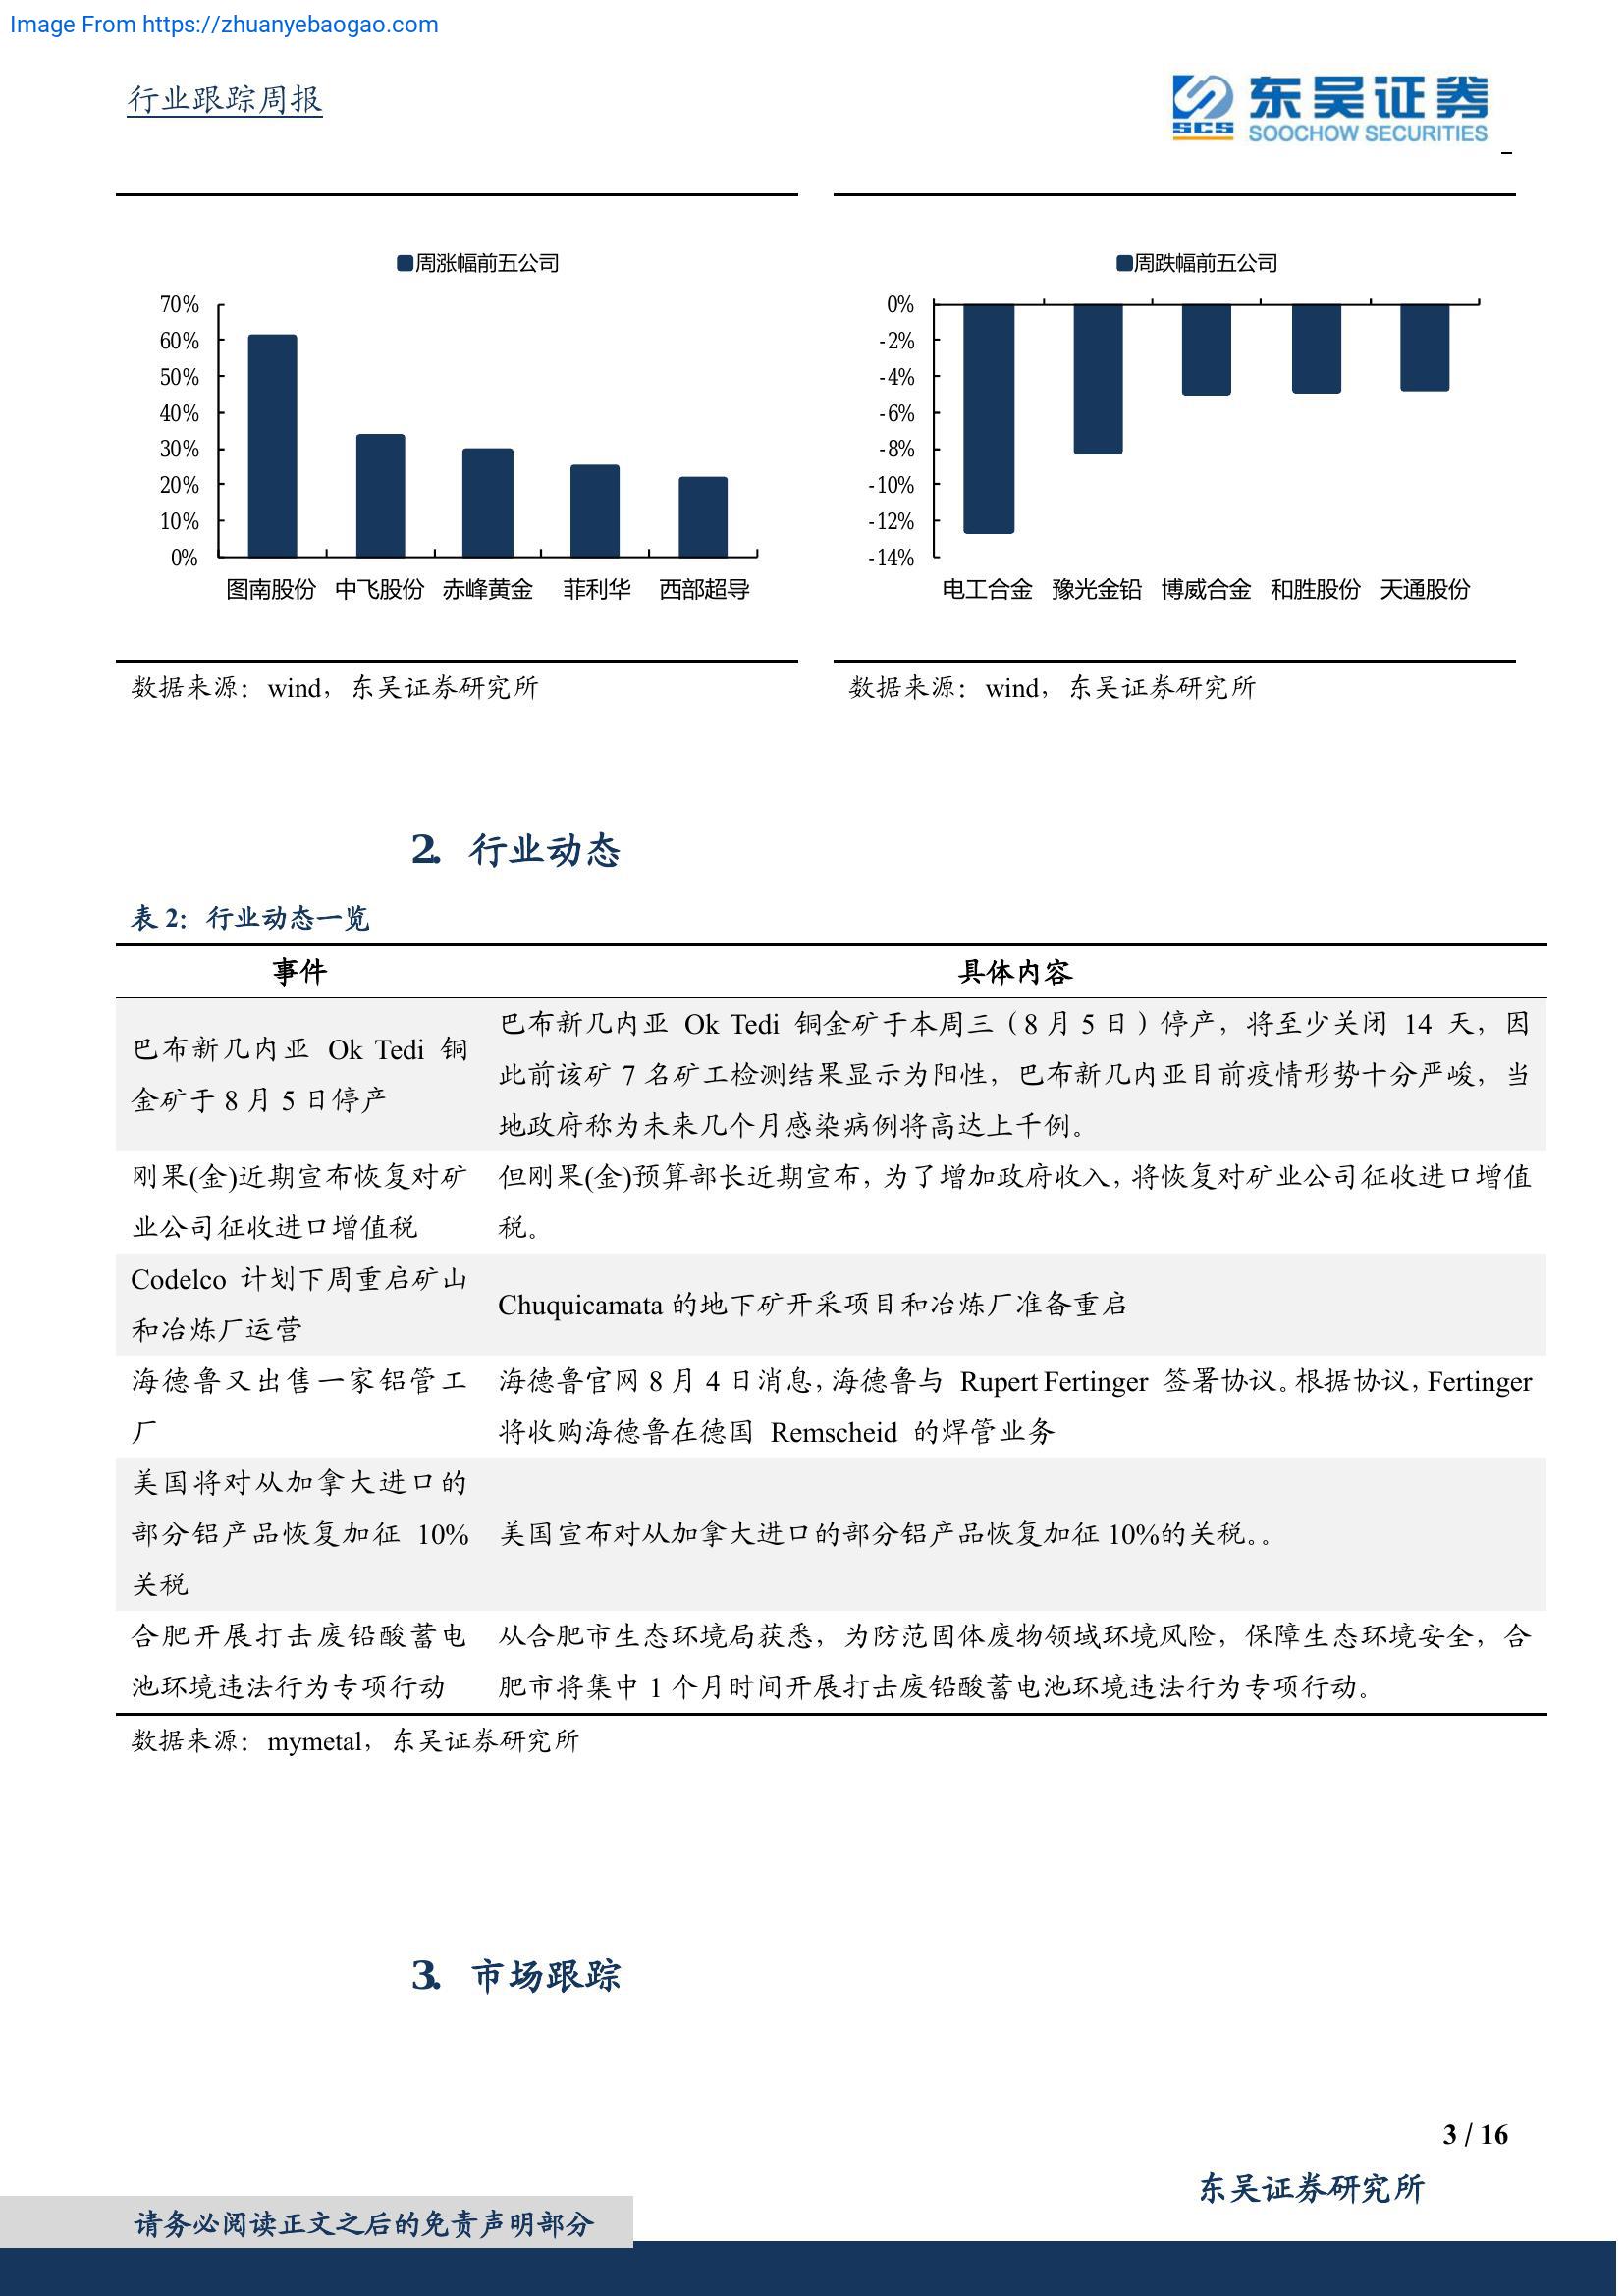 Image From https://zhuanyebaogao.com
行业跟踪周报
SCS
东吴证券
SOOCHOW SECURITIES
周涨幅前五公司
70%
60%
50%
40%
30%
20%
10%
0%
图南股份 中飞股份 赤峰黄金 菲利华 西部超导
数据来源：wind，东吴证券研究所
周跌幅前五公司
0%
-2%
-4%
-6%
-8%
-10%
-12%
-14%
电工合金 豫光金铅 博威合金 和胜股份 天通股份
数据来源：wind，东吴证券研究所
2. 行业动态
表 2：行业动态一览
事件 具体内容
巴布新几内亚 Ok Tedi 铜
金矿于 8 月 5 日停产
巴布新几内亚 Ok Tedi 铜金矿于本周三（8 月 5 日）停产，将至少关闭 14 天，因
此前该矿 7 名矿工检测结果显示为阳性，巴布新几内亚目前疫情形势十分严峻，当
地政府称为未来几个月感染病例将高达上千例。
刚果(金)近期宣布恢复对矿
业公司征收进口增值税
但刚果(金)预算部长近期宣布，为了增加政府收入，将恢复对矿业公司征收进口增值
税。
Codelco 计划下周重启矿山
和冶炼厂运营
Chuquicamata 的地下矿开采项目和冶炼厂准备重启
海德鲁又出售一家铝管工
厂
海德鲁官网 8 月 4 日消息，海德鲁与 Rupert Fertinger 签署协议。根据协议，Fertinger
将收购海德鲁在德国 Remscheid 的焊管业务
美国将对从加拿大进口的
部分铝产品恢复加征 10%
关税
美国宣布对从加拿大进口的部分铝产品恢复加征 10%的关税。。
合肥开展打击废铅酸蓄电
池环境违法行为专项行动
从合肥市生态环境局获悉，为防范固体废物领域环境风险，保障生态环境安全，合
肥市将集中 1 个月时间开展打击废铅酸蓄电池环境违法行为专项行动。
数据来源：mymetal，东吴证券研究所
3. 市场跟踪
3 / 16
东吴证券研究所
请务必阅读正文之后的免责声明部分